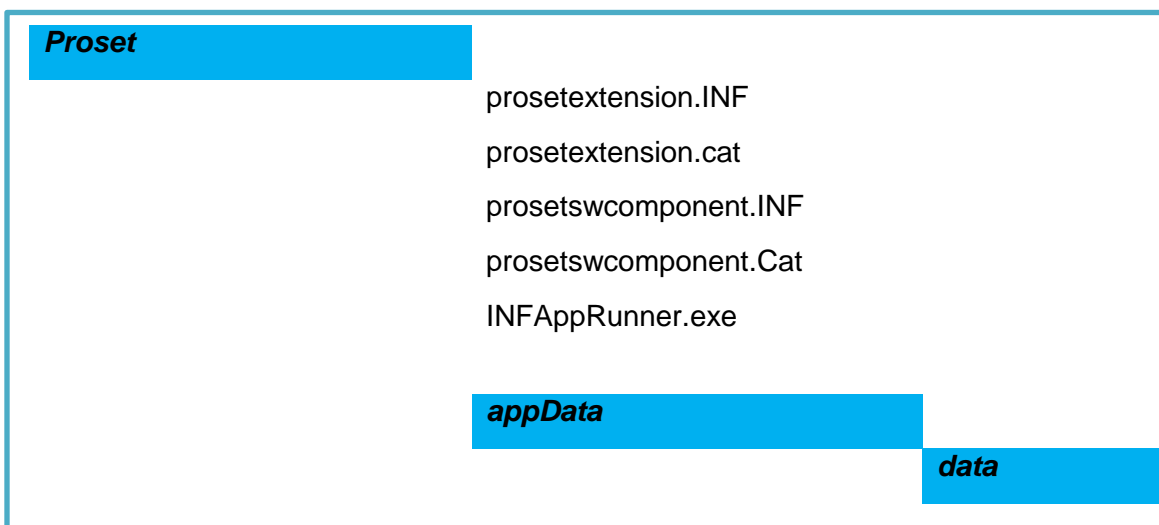 Proset
prosetextension.INF
prosetextension.cat
prosetswcomponent.INF
prosetswcomponent.Cat
INFAppRunner.exe
appData
data